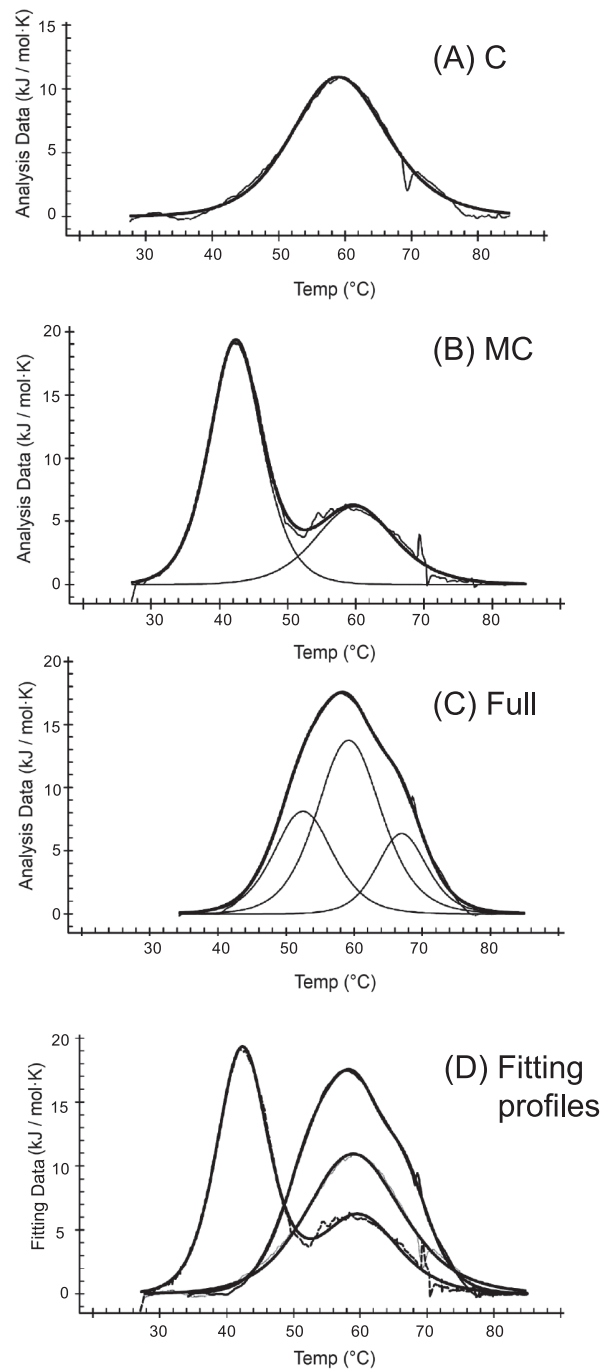 (A) C
Analysis Data (kJ / mol·K)
15
10
5
0
30 40 50 60 70 80
Temp (°C)
(B) MC
Analysis Data (kJ / mol·K)
20
15
10
5
0
30 40 50 60 70 80
Temp (°C)
(C) Full
Analysis Data (kJ / mol·K)
20
15
10
5
0
30 40 50 60 70 80
Temp (°C)
(D) Fitting
profiles
Fitting Data (kJ / mol·K)
20
15
10
5
0
30 40 50 60 70 80
Temp (°C)